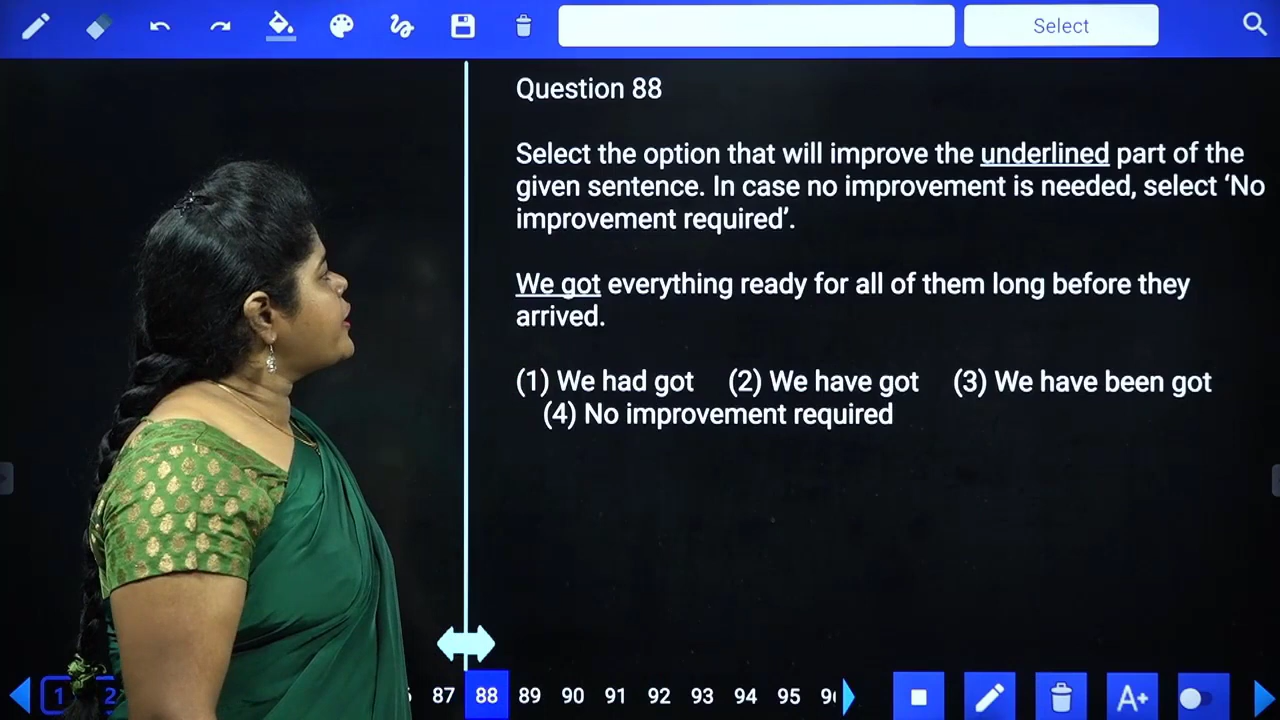 Select
Question 88
Select the option that will improve the underlined part of the
given sentence. In case no improvement is needed, select ‘No
improvement required’.
We got everything ready for all of them long before they
arrived.
(1) We had got (2) We have got (3) We have been got
(4) No improvement required
1 2 87 88 89 90 91 92 93 94 95
A+